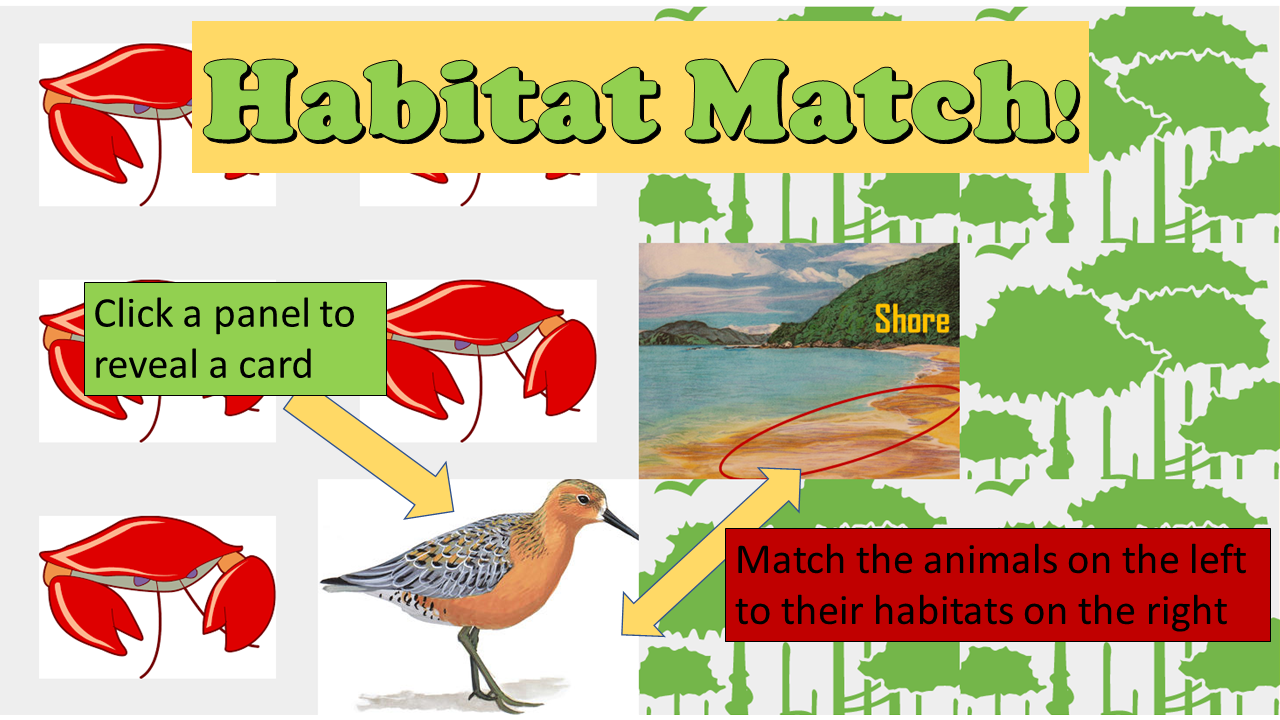 Habitat Match!
Click a panel to
reveal a card
Shore
Match the animals on the left
to their habitats on the right